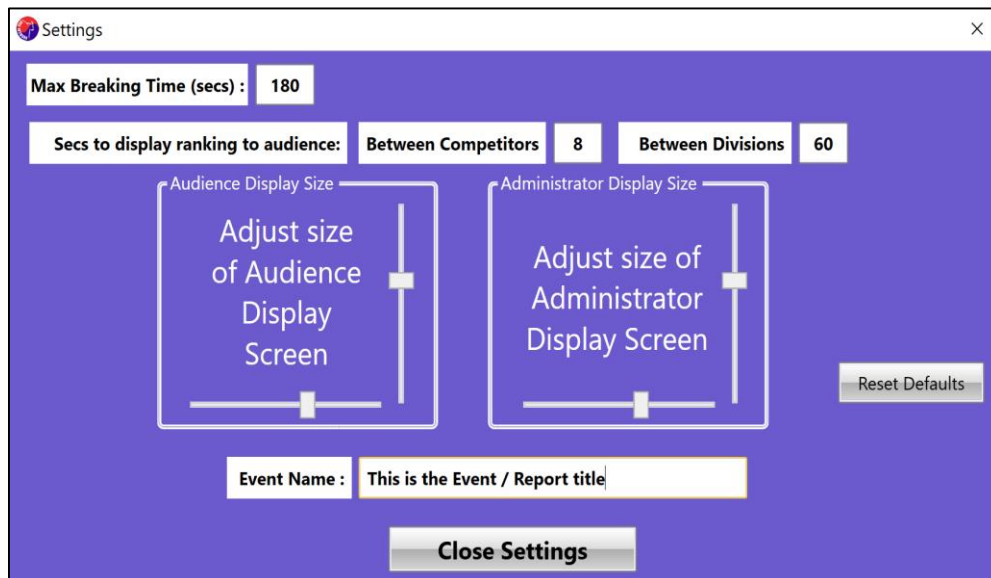 Settings
Max Breaking Time (secs) : 180
Secs to display ranking to audience: Between Competitors 8 Between Divisions 60
Audience Display Size
Adjust size
of Audience
Display
Screen
Administrator Display Size
Adjust size of
Administrator
Display Screen
Reset Defaults
Event Name : This is the Event / Report title
Close Settings